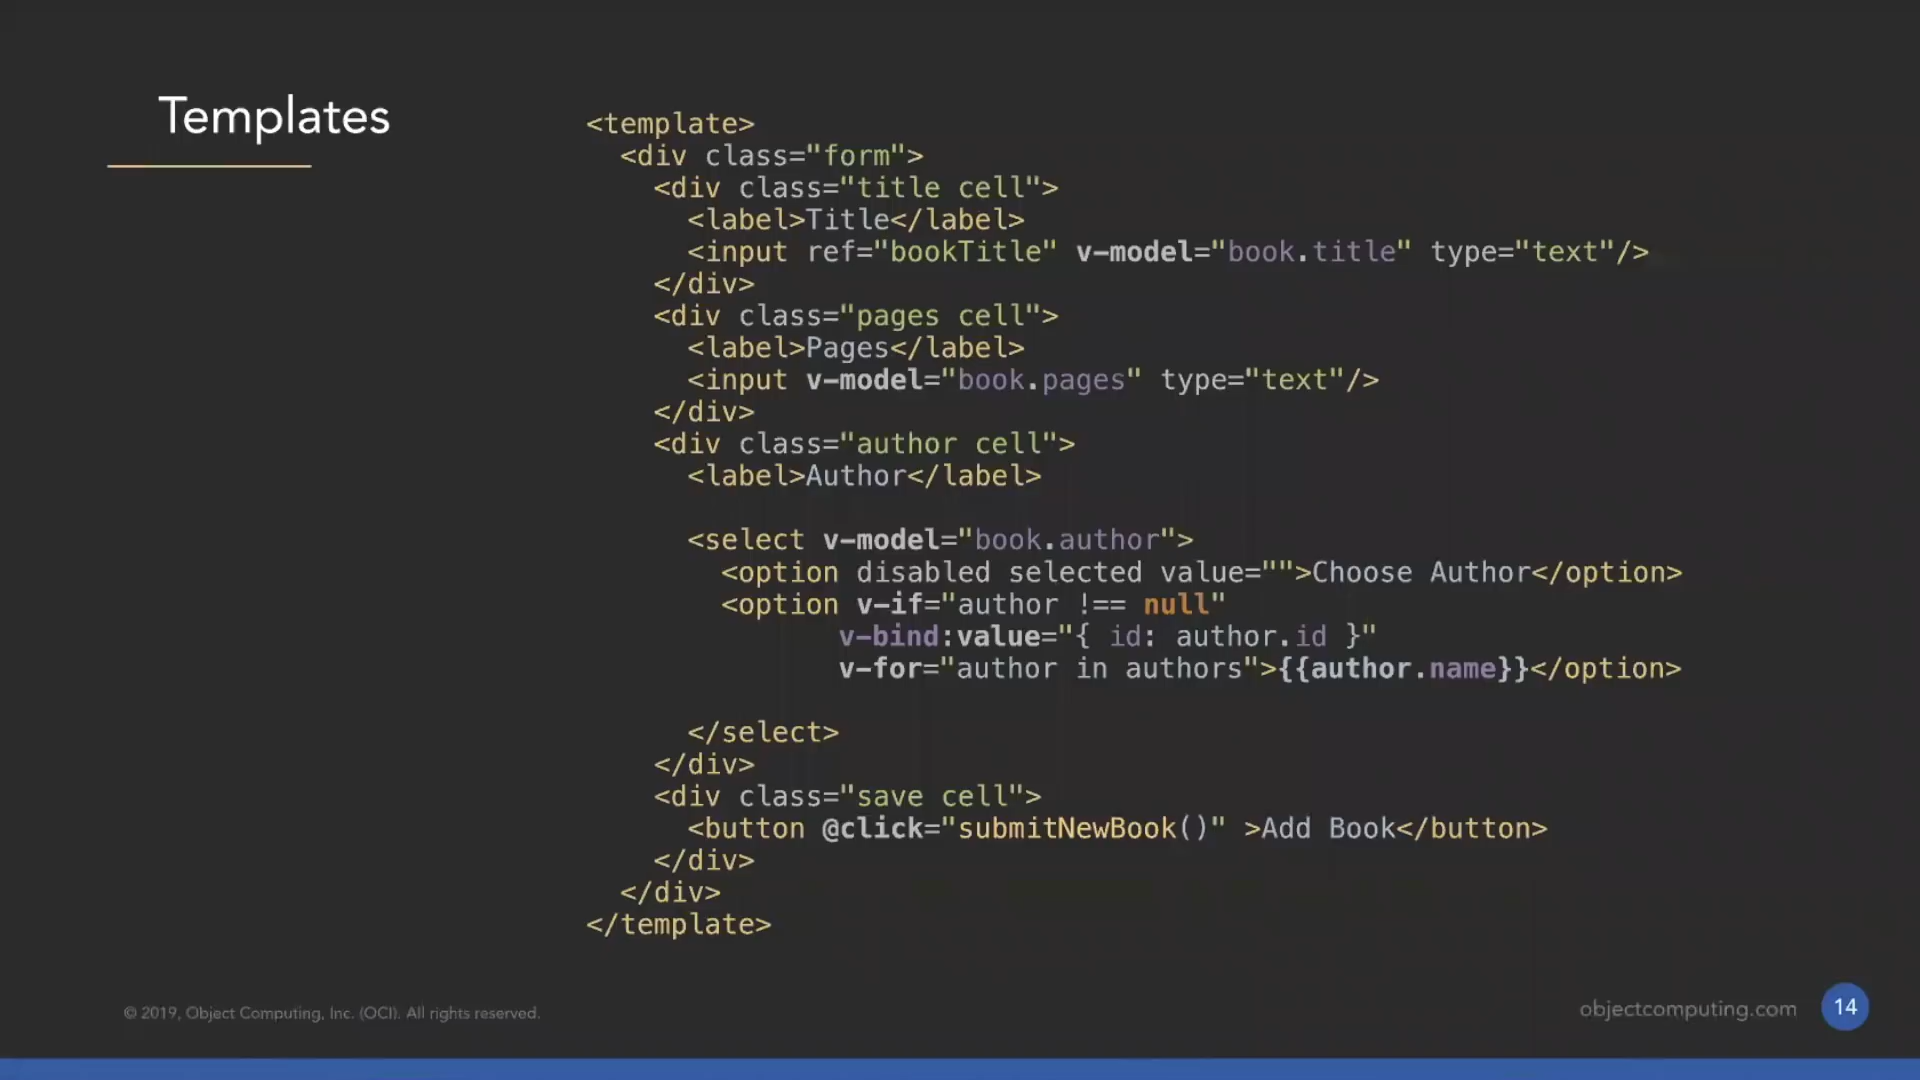 Templates
<template>
  <div class="form">
    <div class="title cell">
      <label>Title</label>
      <input ref="bookTitle" v-model="book.title" type="text"/>
    </div>
    <div class="pages cell">
      <label>Pages</label>
      <input v-model="book.pages" type="text"/>
    </div>
    <div class="author cell">
      <label>Author</label>
      <select v-model="book.author">
        <option disabled selected value="">Choose Author</option>
        <option v-if="author !== null"
               v-bind:value="{ id: author.id }"
               v-for="author in authors">{{author.name}}</option>
      </select>
    </div>
    <div class="save cell">
      <button @click="submitNewBook()" >Add Book</button>
    </div>
  </div>
</template>
© 2019, Object Computing, Inc. (OCI). All rights reserved.
objectcomputing.com
14